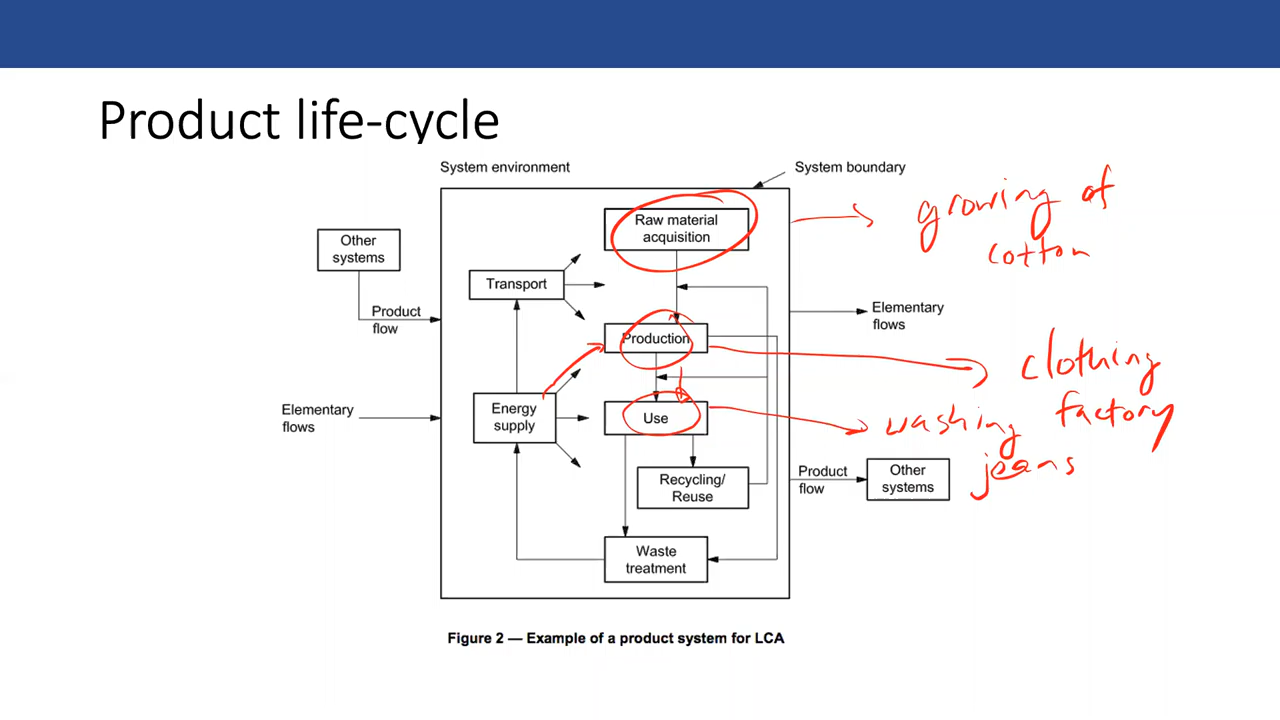 Product life-cycle
System environment
System boundary
Raw material
acquisition
growing of
cotton
Other
systems
Transport
Product
flow
Elementary
flows
Production
clothing
factory
Energy
supply
Elementary
flows
Use
washing
jeans
Recycling/
Reuse
Product
flow
Other
systems
Waste
treatment
Figure 2 — Example of a product system for LCA